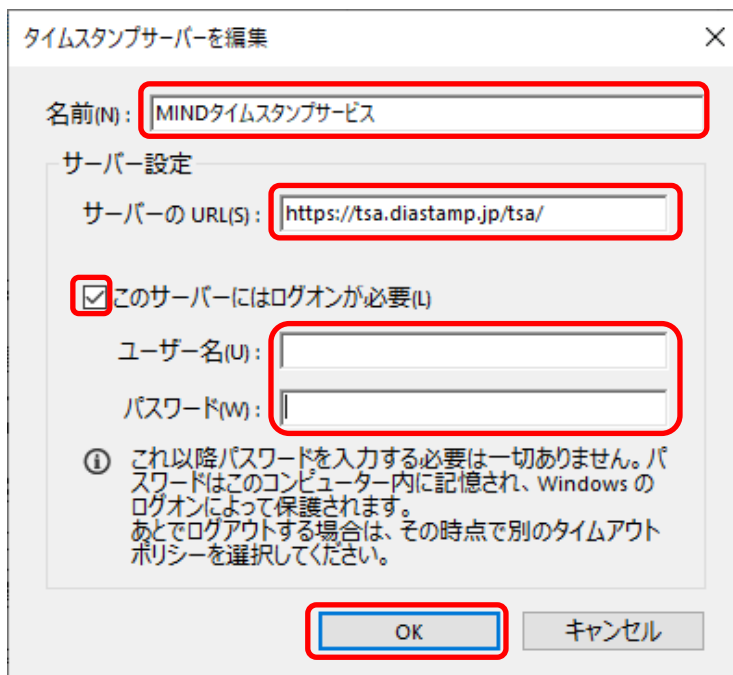 タイムスタンプサーバーを編集
名前(N) : MINDタイムスタンプサービス
サーバー設定
サーバーの URL(S) : https://tsa.diastamp.jp/tsa/
このサーバーにはログオンが必要(L)
ユーザー名(U) :
パスワード(W) :
これ以降パスワードを入力する必要は一切ありません。パ
スワードはこのコンピューター内に記憶され、Windows の
ログオンによって保護されます。
あとでログアウトする場合は、その時点で別のタイムアウト
ポリシーを選択してください。
OK キャンセル